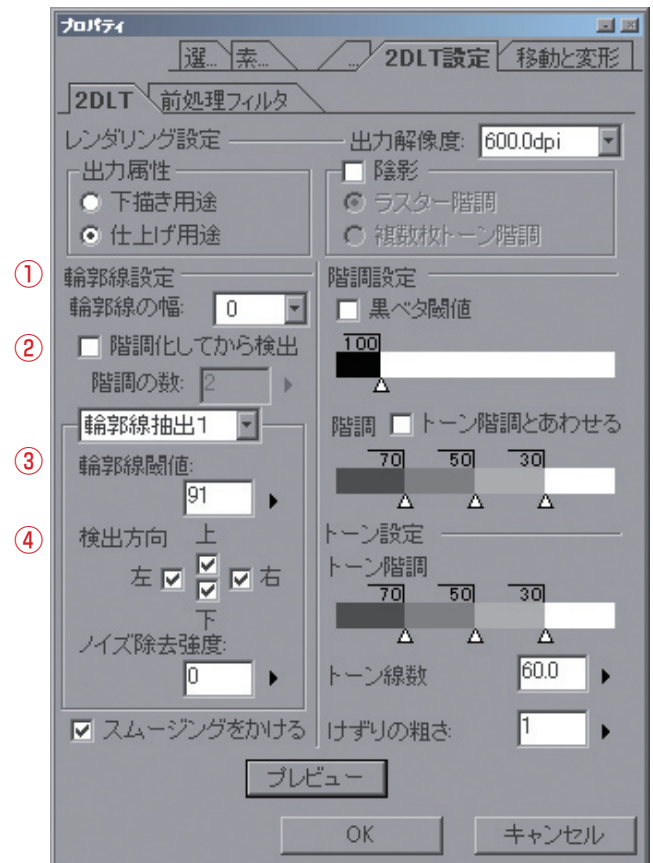 プロパティ
選... 素... ... 2DLT設定 移動と変形
2DLT 前処理フィルタ
レンダリング設定 出力解像度: 600.0dpi
出力属性
下描き用途
仕上げ用途
陰影
ラスター階調
複数枚トーン階調
① 輪郭線設定
輪郭線の幅: 0
② 階調化してから検出
階調の数: 2
輪郭線抽出1
③ 輪郭線閾値:
91
④ 検出方向 上
左 右
下
ノイズ除去強度:
0
スムージングをかける
階調設定
黒ベタ閾値
100
階調 トーン階調とあわせる
70 50 30
トーン設定
トーン階調
70 50 30
トーン線数 60.0
けずりの粗さ: 1
プレビュー
OK キャンセル